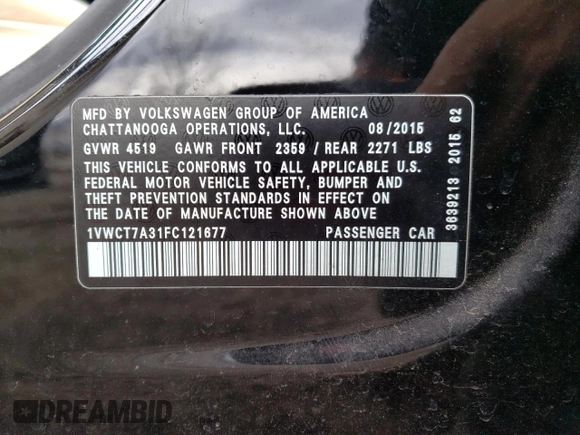 MFD BY VOLKSWAGEN GROUP OF AMERICA
CHATTANOOGA OPERATIONS, LLC. 08/2015
GVWR 4519 GAWR FRONT 2359 / REAR 2271 LBS
THIS VEHICLE CONFORMS TO ALL APPLICABLE U.S.
FEDERAL MOTOR VEHICLE SAFETY, BUMPER AND
THEFT PREVENTION STANDARDS IN EFFECT ON
THE DATE OF MANUFACTURE SHOWN ABOVE
1VWCT7A31FC121677 PASSENGER CAR
3639213 2015 62
DREAMBID